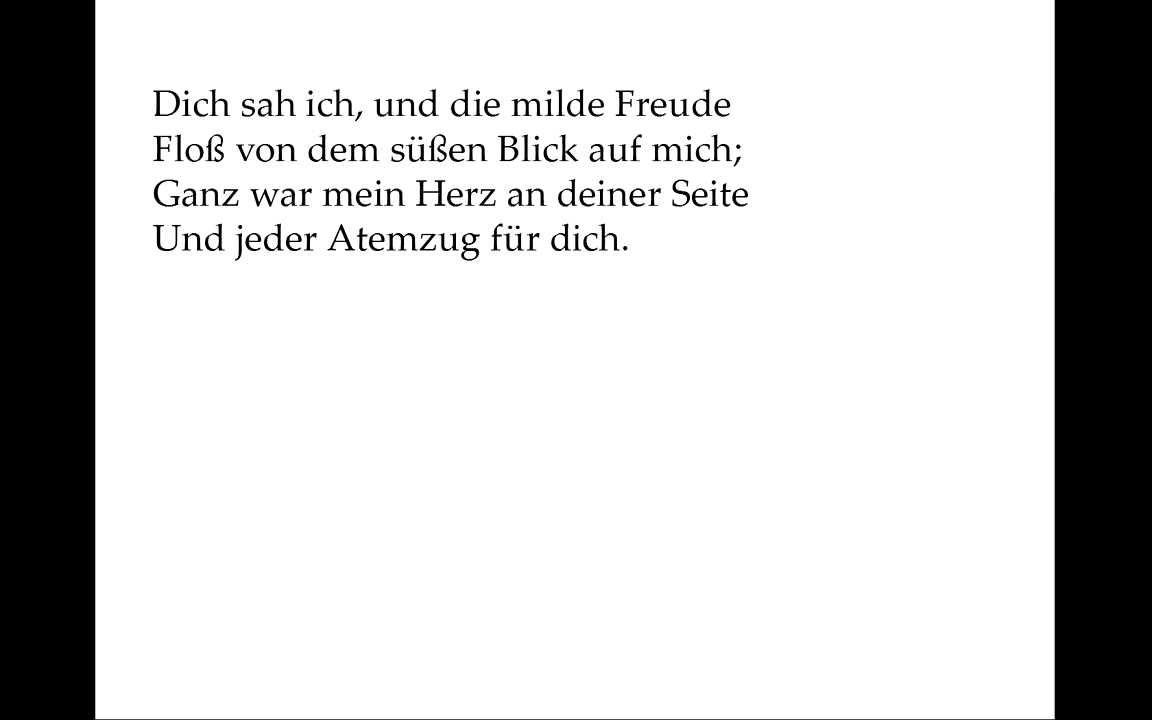 Dich sah ich, und die milde Freude
Floß von dem süßen Blick auf mich;
Ganz war mein Herz an deiner Seite
Und jeder Atemzug für dich.